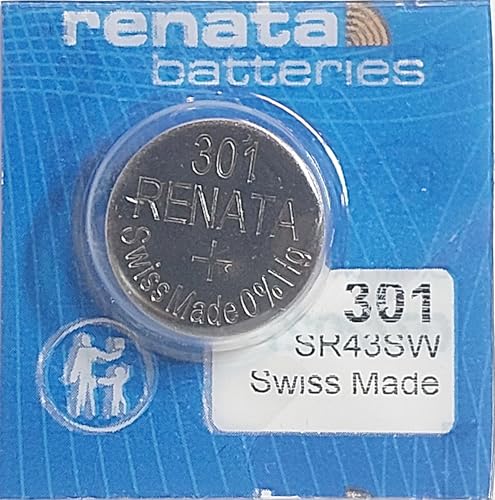 renata
batteries
301
RENATA
+
Swiss Made 0% Hg
301
SR43SW
Swiss Made